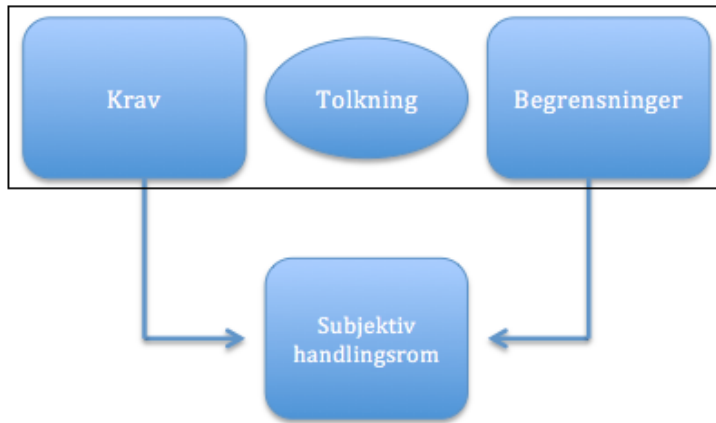 Krav
Tolkning
Begrensninger
Subjektiv
handlingsrom